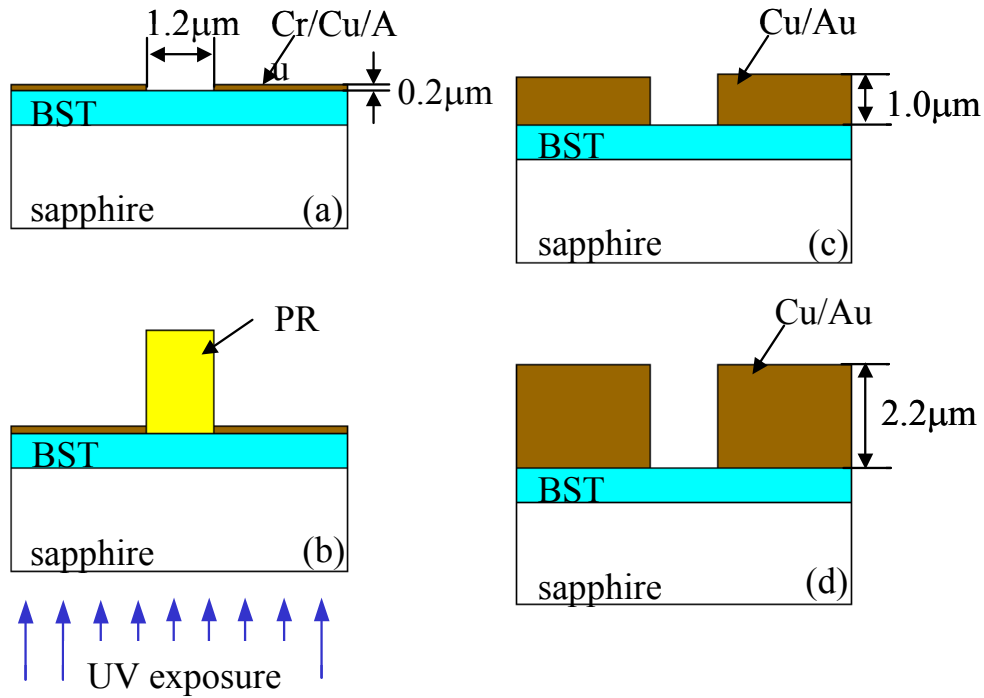 1.2μm
Cr/Cu/A
u
0.2μm
BST
sapphire
(a)
PR
BST
sapphire
(b)
UV exposure
Cu/Au
1.0μm
BST
sapphire
(c)
Cu/Au
2.2μm
BST
sapphire
(d)